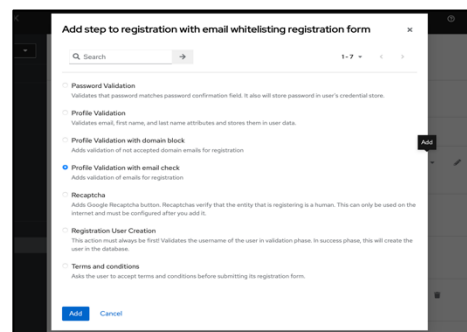 Add step to registration with email whitelisting registration form
Search
1 - 7
Password Validation
Validates that password matches password confirmation field. It also will store password in user's credential store.
Profile Validation
Validates email, first name, and last name attributes and stores them in user data.
Profile Validation with domain block
Adds validation of not accepted domain emails for registration
Add
Profile Validation with email check
Adds validation of emails for registration
Recaptcha
Adds Google Recaptcha button. Recaptchas verify that the entity that is registering is a human. This can only be used on the
internet and must be configured after you add it.
Registration User Creation
This action must always be first! Validates the username of the user in validation phase. In success phase, this will create the
user in the database.
Terms and conditions
Asks the user to accept terms and conditions before submitting its registration form.
Add Cancel